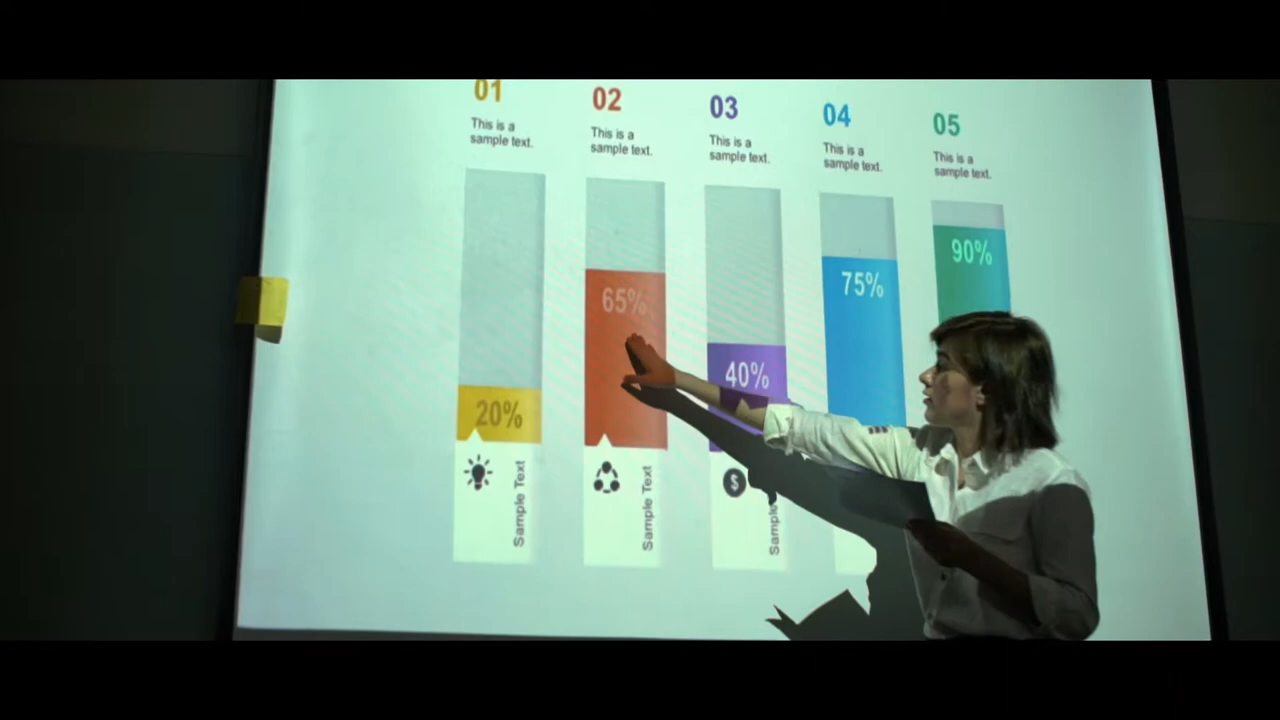 01
This is a
sample text.
02
This is a
sample text.
03
This is a
sample text.
04
This is a
sample text.
05
This is a
sample text.
20%
65%
40%
75%
90%
Sample Text
Sample Text
$
Sample